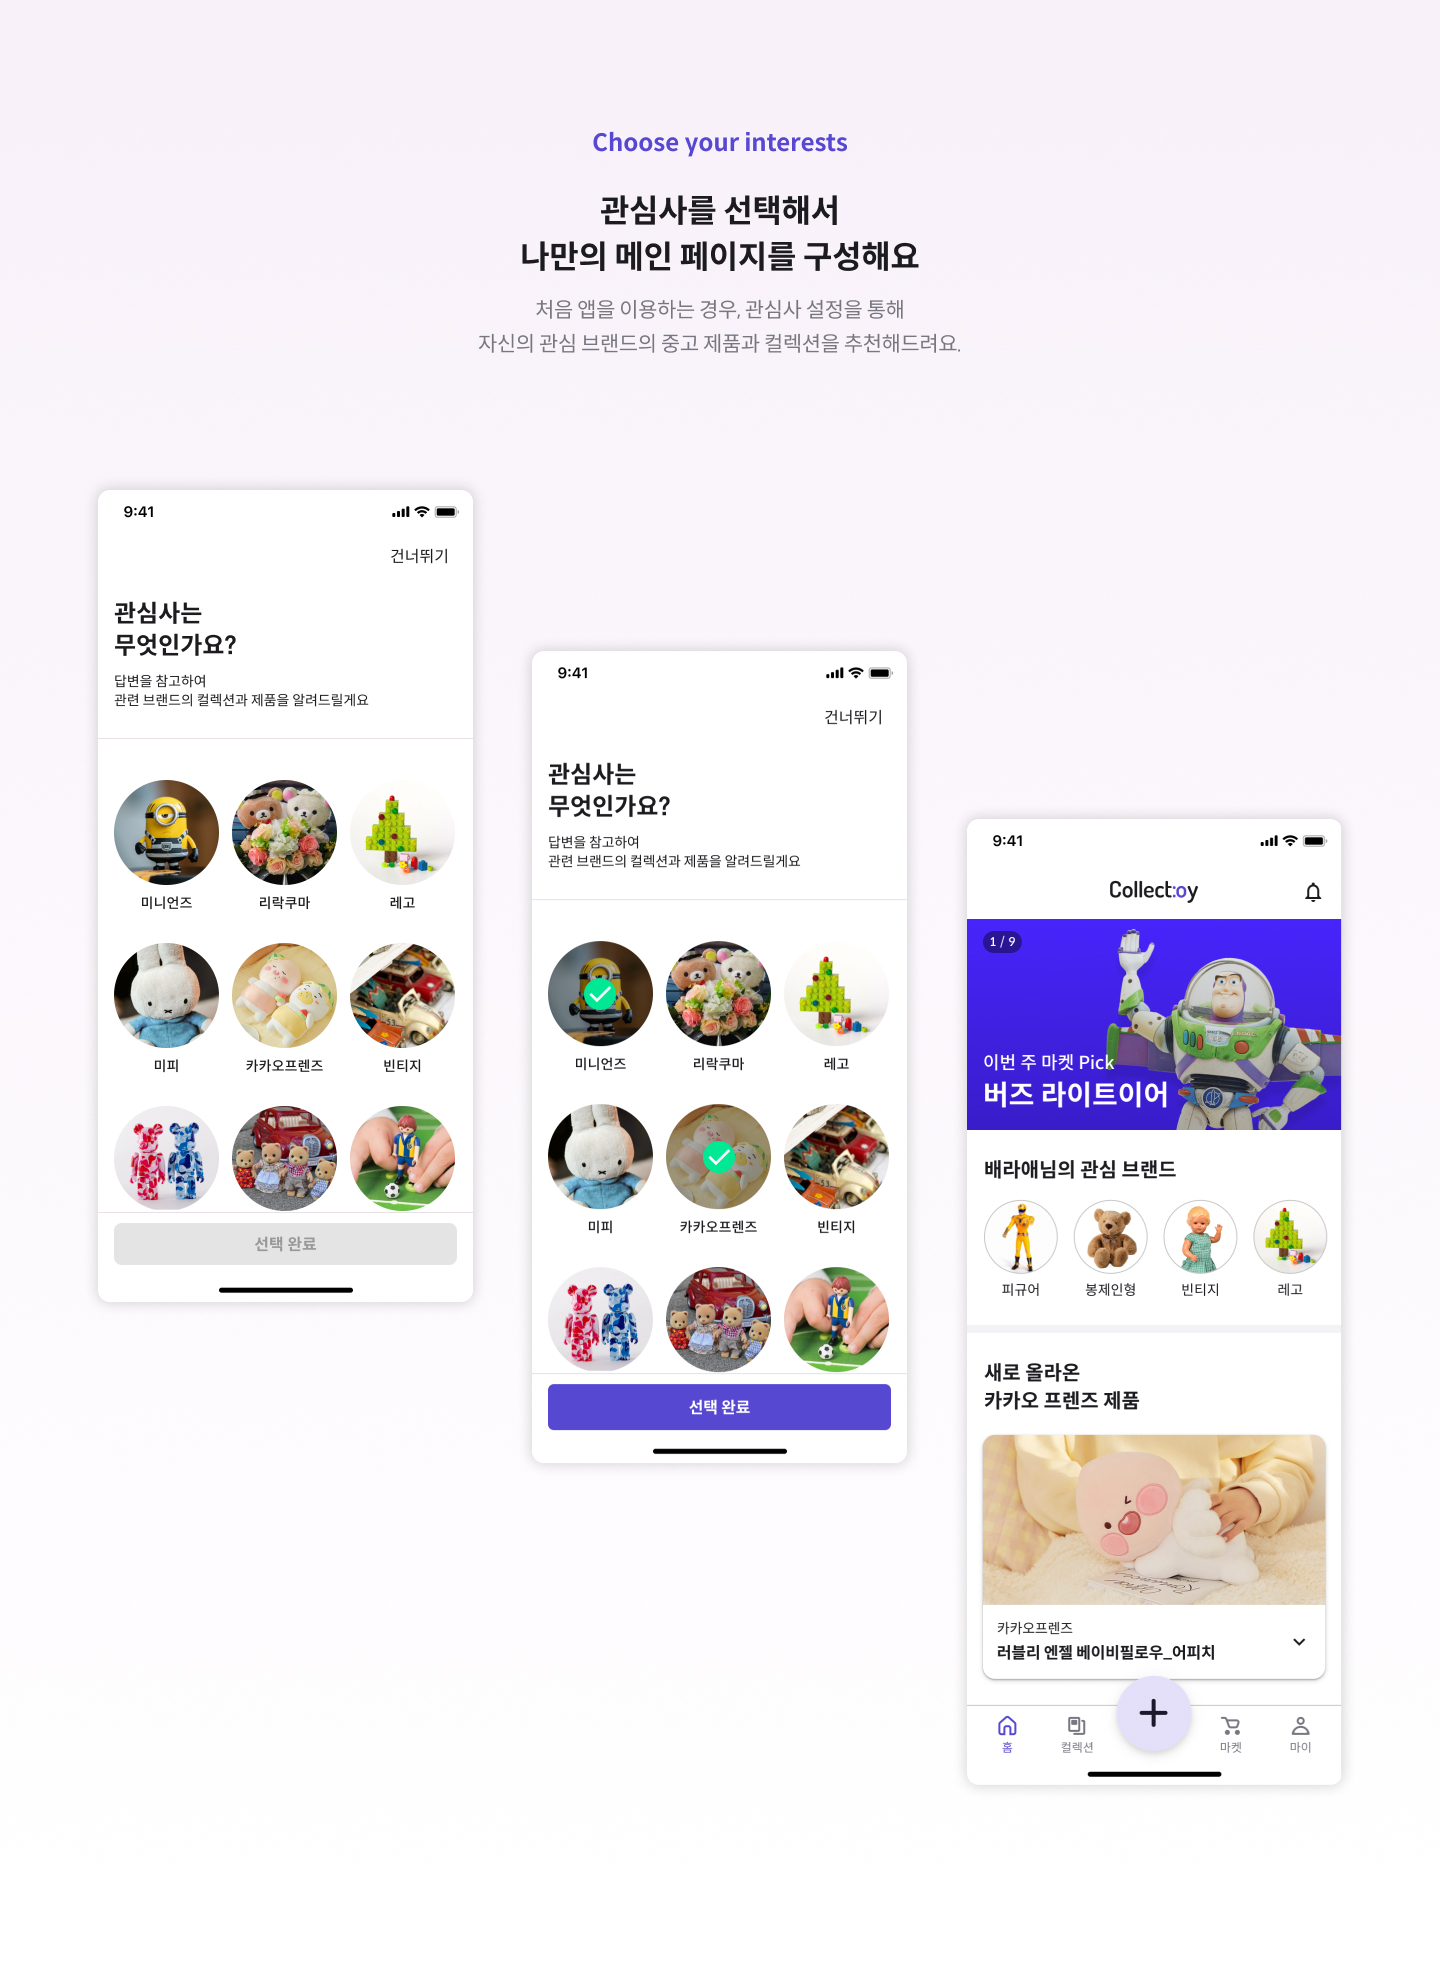 Choose your interests
관심사를 선택해서
나만의 메인 페이지를 구성해요
처음 앱을 이용하는 경우, 관심사 설정을 통해
자신의 관심 브랜드의 중고 제품과 컬렉션을 추천해드려요.
9:41
건너뛰기
관심사는
무엇인가요?
답변을 참고하여
관련 브랜드의 컬렉션과 제품을 알려드릴게요
미니언즈 리락쿠마 레고
미피 카카오프렌즈 빈티지
선택 완료
9:41
건너뛰기
관심사는
무엇인가요?
답변을 참고하여
관련 브랜드의 컬렉션과 제품을 알려드릴게요
미니언즈 리락쿠마 레고
미피 카카오프렌즈 빈티지
선택 완료
9:41
Collect:oy
1 / 9
이번 주 마켓 Pick
버즈 라이트이어
배라애님의 관심 브랜드
피규어 봉제인형 빈티지 레고
새로 올라온
카카오 프렌즈 제품
카카오프렌즈
러블리 엔젤 베이비필로우_어피치
홈 컬렉션 마켓 마이